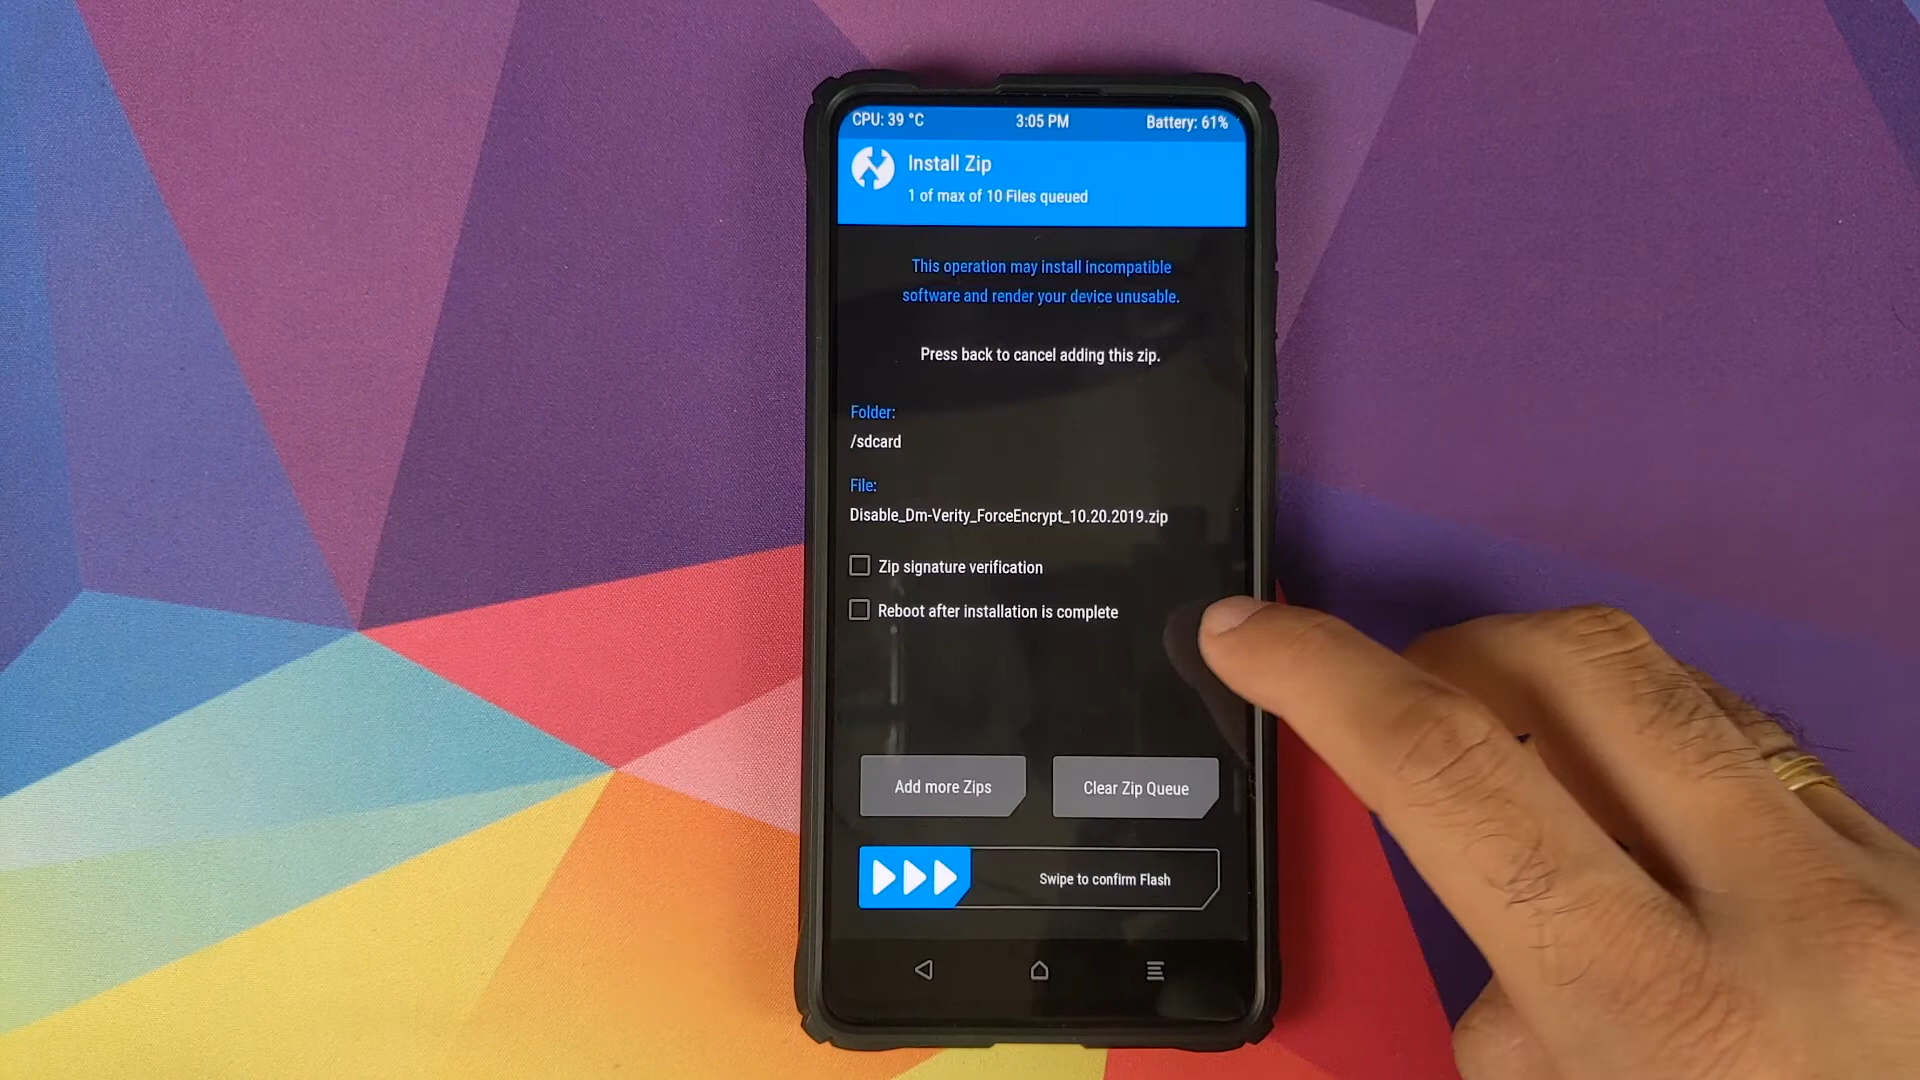 CPU: 39 °C 3:05 PM Battery: 61%
Install Zip
1 of max of 10 Files queued
This operation may install incompatible
software and render your device unusable.
Press back to cancel adding this zip.
Folder:
/sdcard
File:
Disable_Dm-Verity_ForceEncrypt_10.20.2019.zip
Zip signature verification
Reboot after installation is complete
Add more Zips
Clear Zip Queue
Swipe to confirm Flash